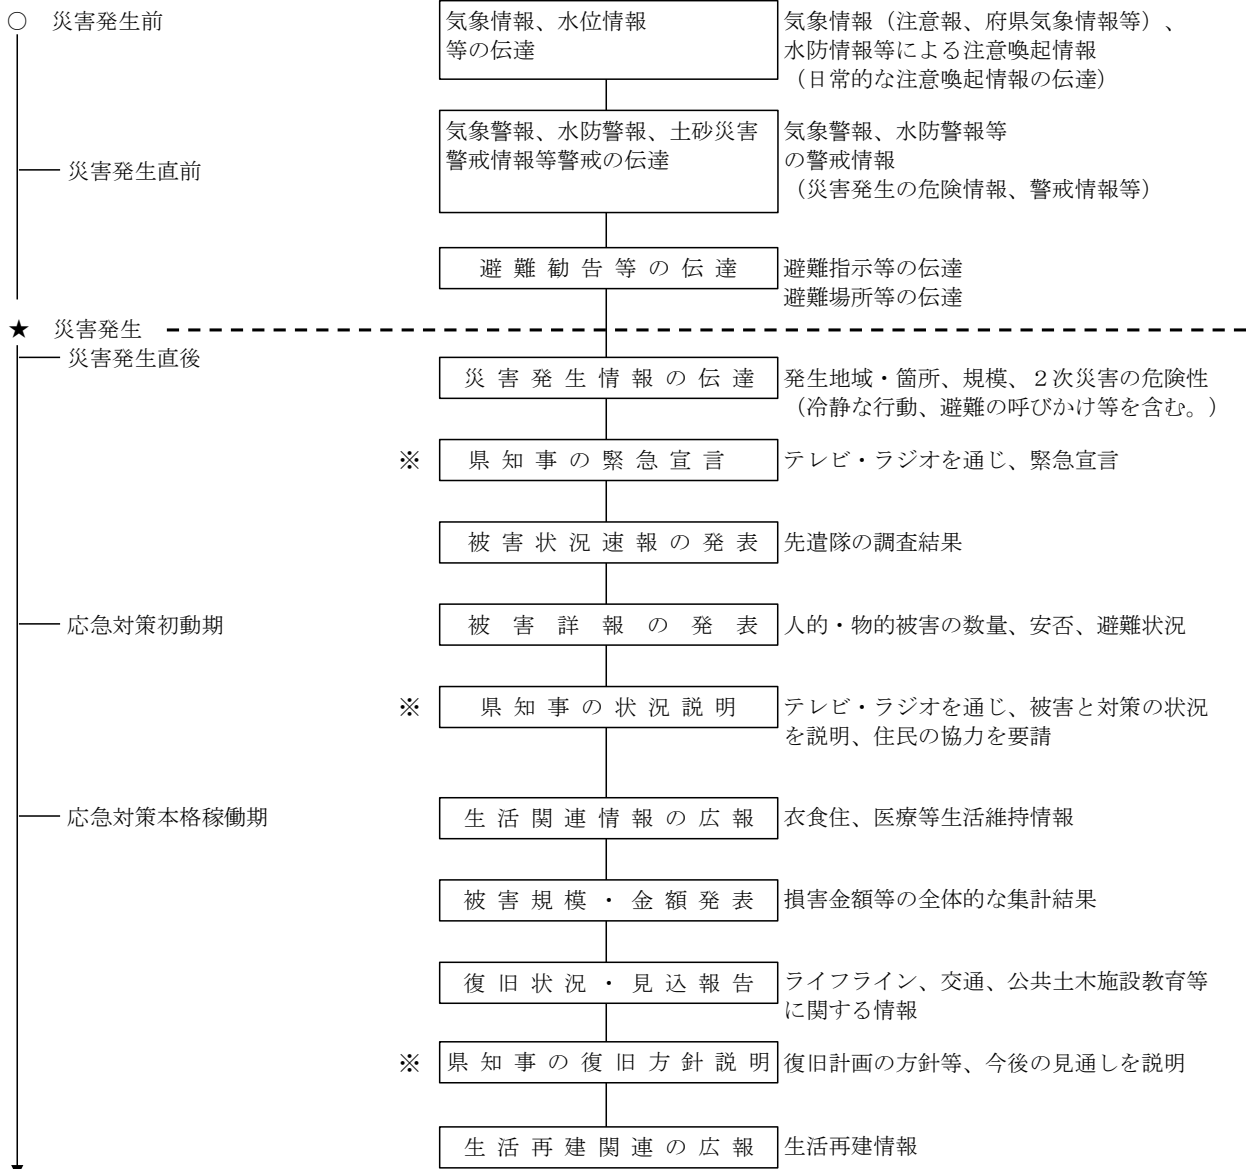 ○　災害発生前
気象情報、水位情報
等の伝達
気象情報（注意報、府県気象情報等）、
水防情報等による注意喚起情報
（日常的な注意喚起情報の伝達）
災害発生直前
気象警報、水防警報、土砂災害
警戒情報等警戒の伝達
気象警報、水防警報等
の警戒情報
（災害発生の危険情報、警戒情報等）
避難勧告等の伝達
避難指示等の伝達
避難場所等の伝達
★　災害発生
災害発生直後
災害発生情報の伝達
発生地域・箇所、規模、２次災害の危険性
（冷静な行動、避難の呼びかけ等を含む。）
※　県知事の緊急宣言
テレビ・ラジオを通じ、緊急宣言
被害状況速報の発表
先遣隊の調査結果
応急対策初動期
被害詳報の発表
人的・物的被害の数量、安否、避難状況
※　県知事の状況説明
テレビ・ラジオを通じ、被害と対策の状況
を説明、住民の協力を要請
応急対策本格稼働期
生活関連情報の広報
衣食住、医療等生活維持情報
被害規模・金額発表
損害金額等の全体的な集計結果
復旧状況・見込報告
ライフライン、交通、公共土木施設教育等
に関する情報
※　県知事の復旧方針説明
復旧計画の方針等、今後の見通しを説明
生活再建関連の広報
生活再建情報